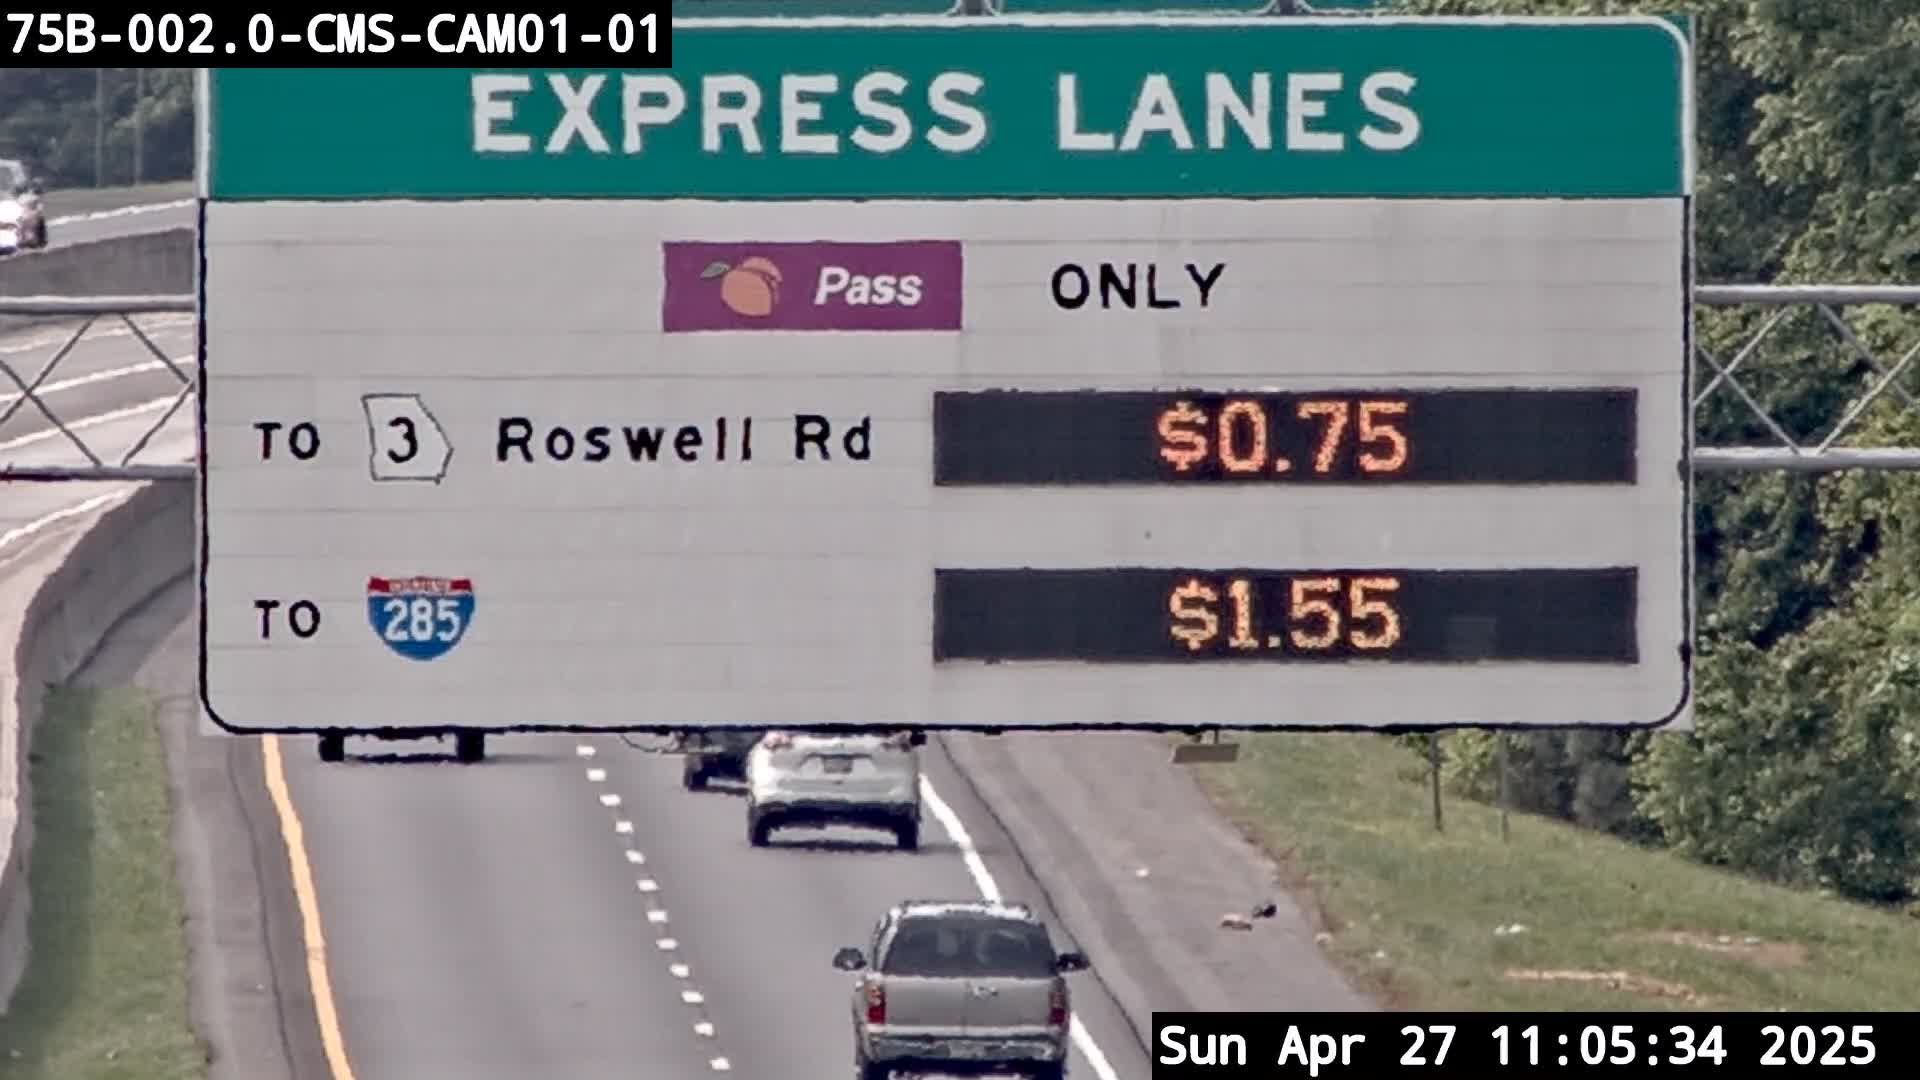 75B-002.0-CMS-CAM01-01
EXPRESS LANES
Pass ONLY
TO 3 Roswell Rd $0.75
TO 285 $1.55
Sun Apr 27 11:05:34 2025